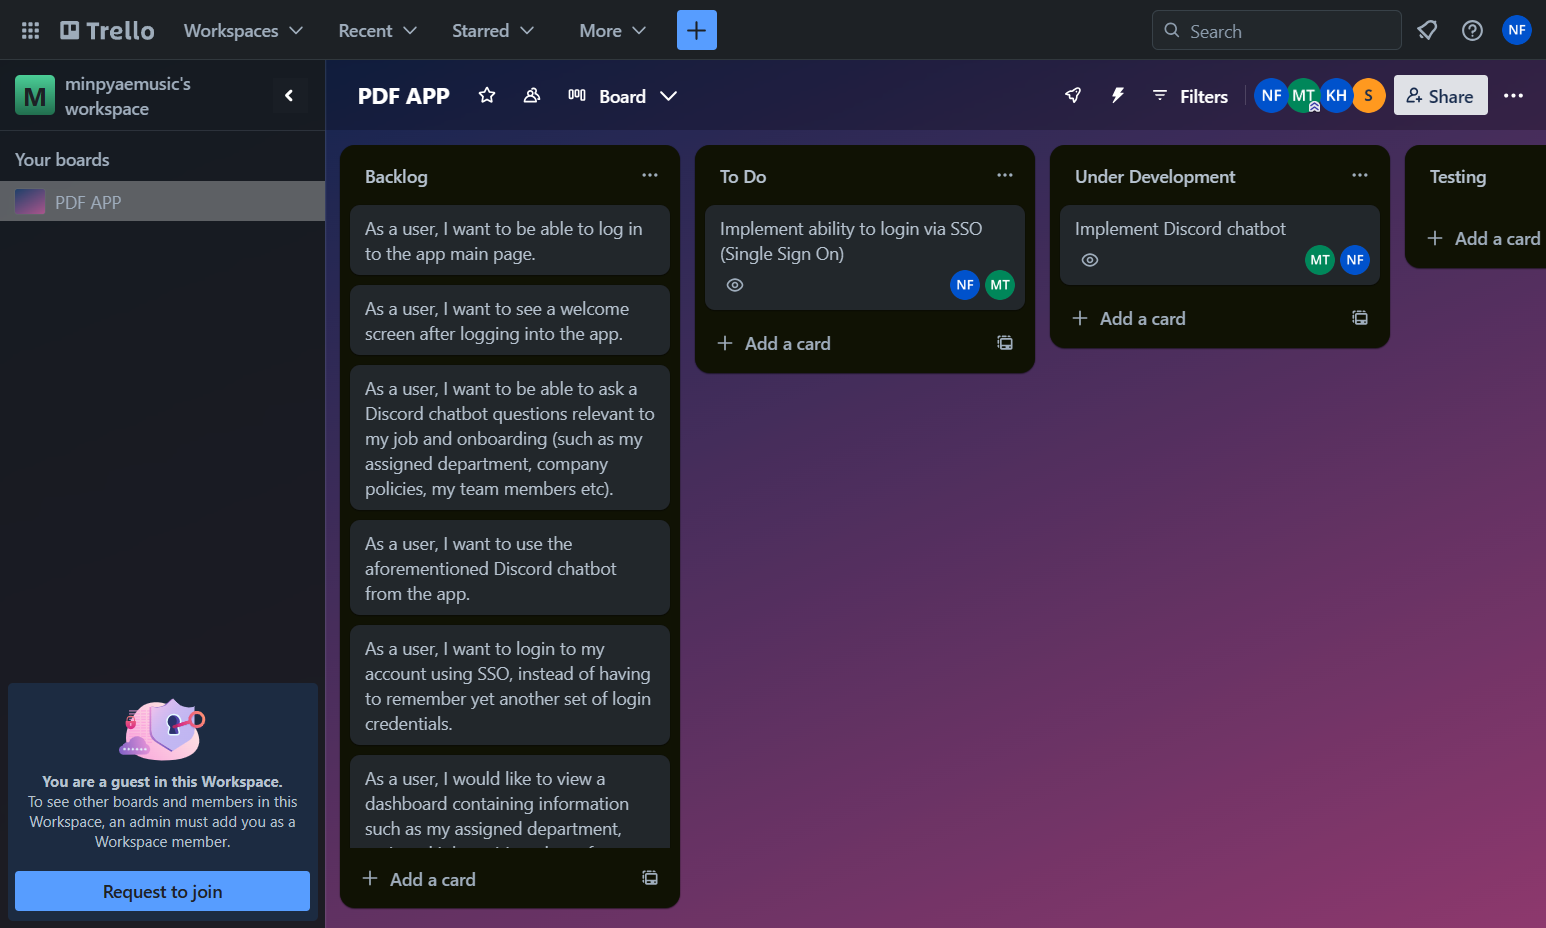 Trello
Workspaces
Recent
Starred
More
Search
NF
M
minpyaemusic's
workspace
PDF APP
Board
Filters
NF
MT
KH
S
Share
Your boards
PDF APP
Backlog
As a user, I want to be able to log in
to the app main page.
As a user, I want to see a welcome
screen after logging into the app.
As a user, I want to be able to ask a
Discord chatbot questions relevant to
my job and onboarding (such as my
assigned department, company
policies, my team members etc).
As a user, I want to use the
aforementioned Discord chatbot
from the app.
As a user, I want to login to my
account using SSO, instead of having
to remember yet another set of login
credentials.
As a user, I would like to view a
dashboard containing information
such as my assigned department,
Add a card
To Do
Implement ability to login via SSO
(Single Sign On)
NF
MT
Add a card
Under Development
Implement Discord chatbot
MT
NF
Add a card
Testing
Add a card
You are a guest in this Workspace.
To see other boards and members in this
Workspace, an admin must add you as a
Workspace member.
Request to join